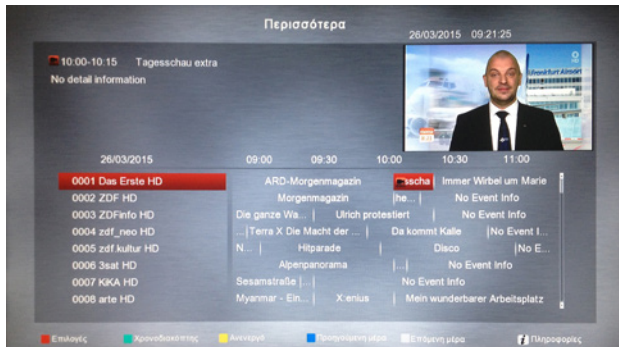 Περισσότερα
26/03/2015 09:21:25
10:00-10:15 Tagesschau extra
No detail information
26/03/2015 09:00 09:30 10:00 10:30 11:00
0001 Das Erste HD ARD-Morgenmagazin sscha Immer Wirbel um Marie
0002 ZDF HD Morgenmagazin he... No Event Info
0003 ZDFinfo HD Die ganze Wa... Ulrich protestiert No Event Info
0004 zdf_neo HD ... Terra X Die Macht der ... Da kommt Kalle No Event I...
0005 zdf.kultur HD N... Hitparade Disco No E...
0006 3sat HD Alpenpanorama ... No Event Info
0007 KiKA HD Sesamstraße ... No Event Info
0008 arte HD Myanmar - Ein... X:enius Mein wunderbarer Arbeitsplatz
Επιλογές Χρονοδιακόπτης Ανενεργό Προηγούμενη μέρα Επόμενη μέρα Πληροφορίες